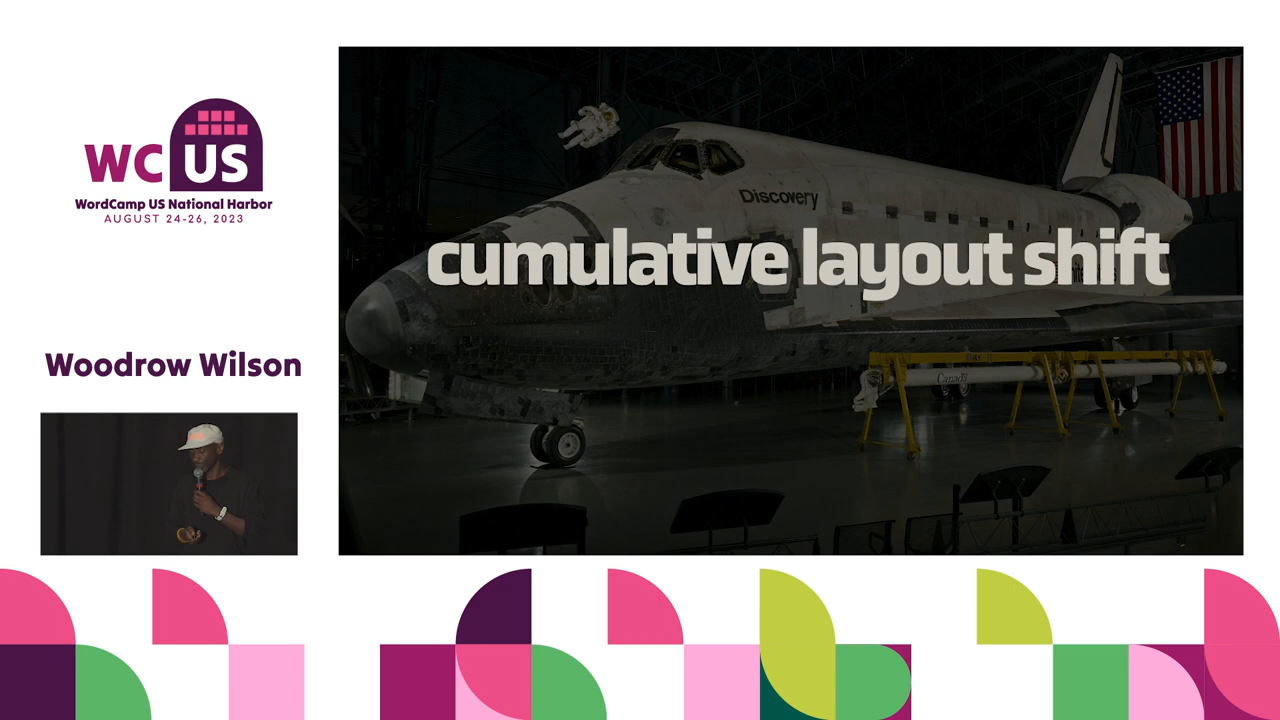 WC US
WordCamp US National Harbor
AUGUST 24-26, 2023
Woodrow Wilson
Discovery
cumulative layout shift
Canada